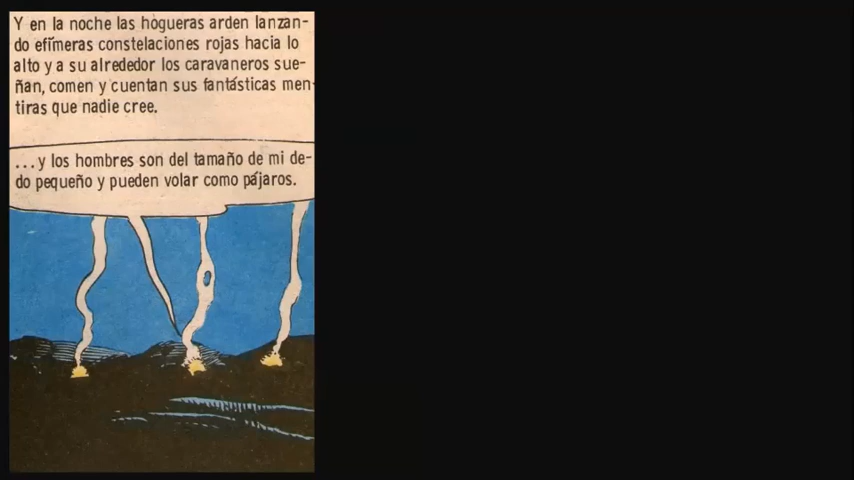 Y en la noche las hogueras arden lanzan-
do efímeras constelaciones rojas hacia lo
alto y a su alrededor los caravaneros sue-
ñan, comen y cuentan sus fantásticas men-
tiras que nadie cree.
...y los hombres son del tamaño de mi de-
do pequeño y pueden volar como pájaros.